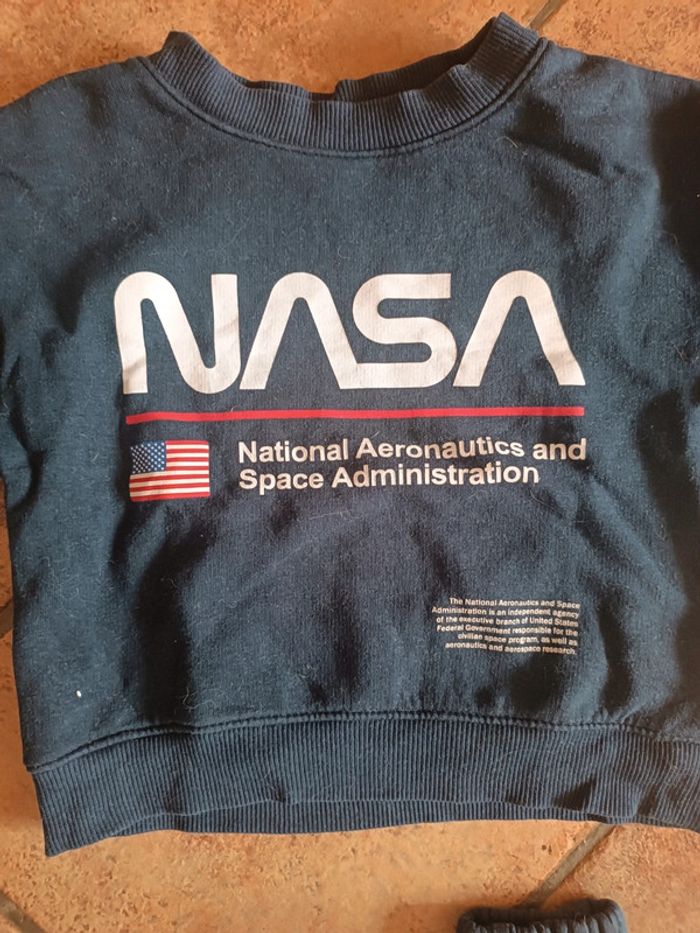 NASA
National Aeronautics and
Space Administration
The National Aeronautics and Space
Administration is an independent agency
of the executive branch of United States
Federal Government responsible for the
civilian space program, as well as
aeronautics and aerospace research.